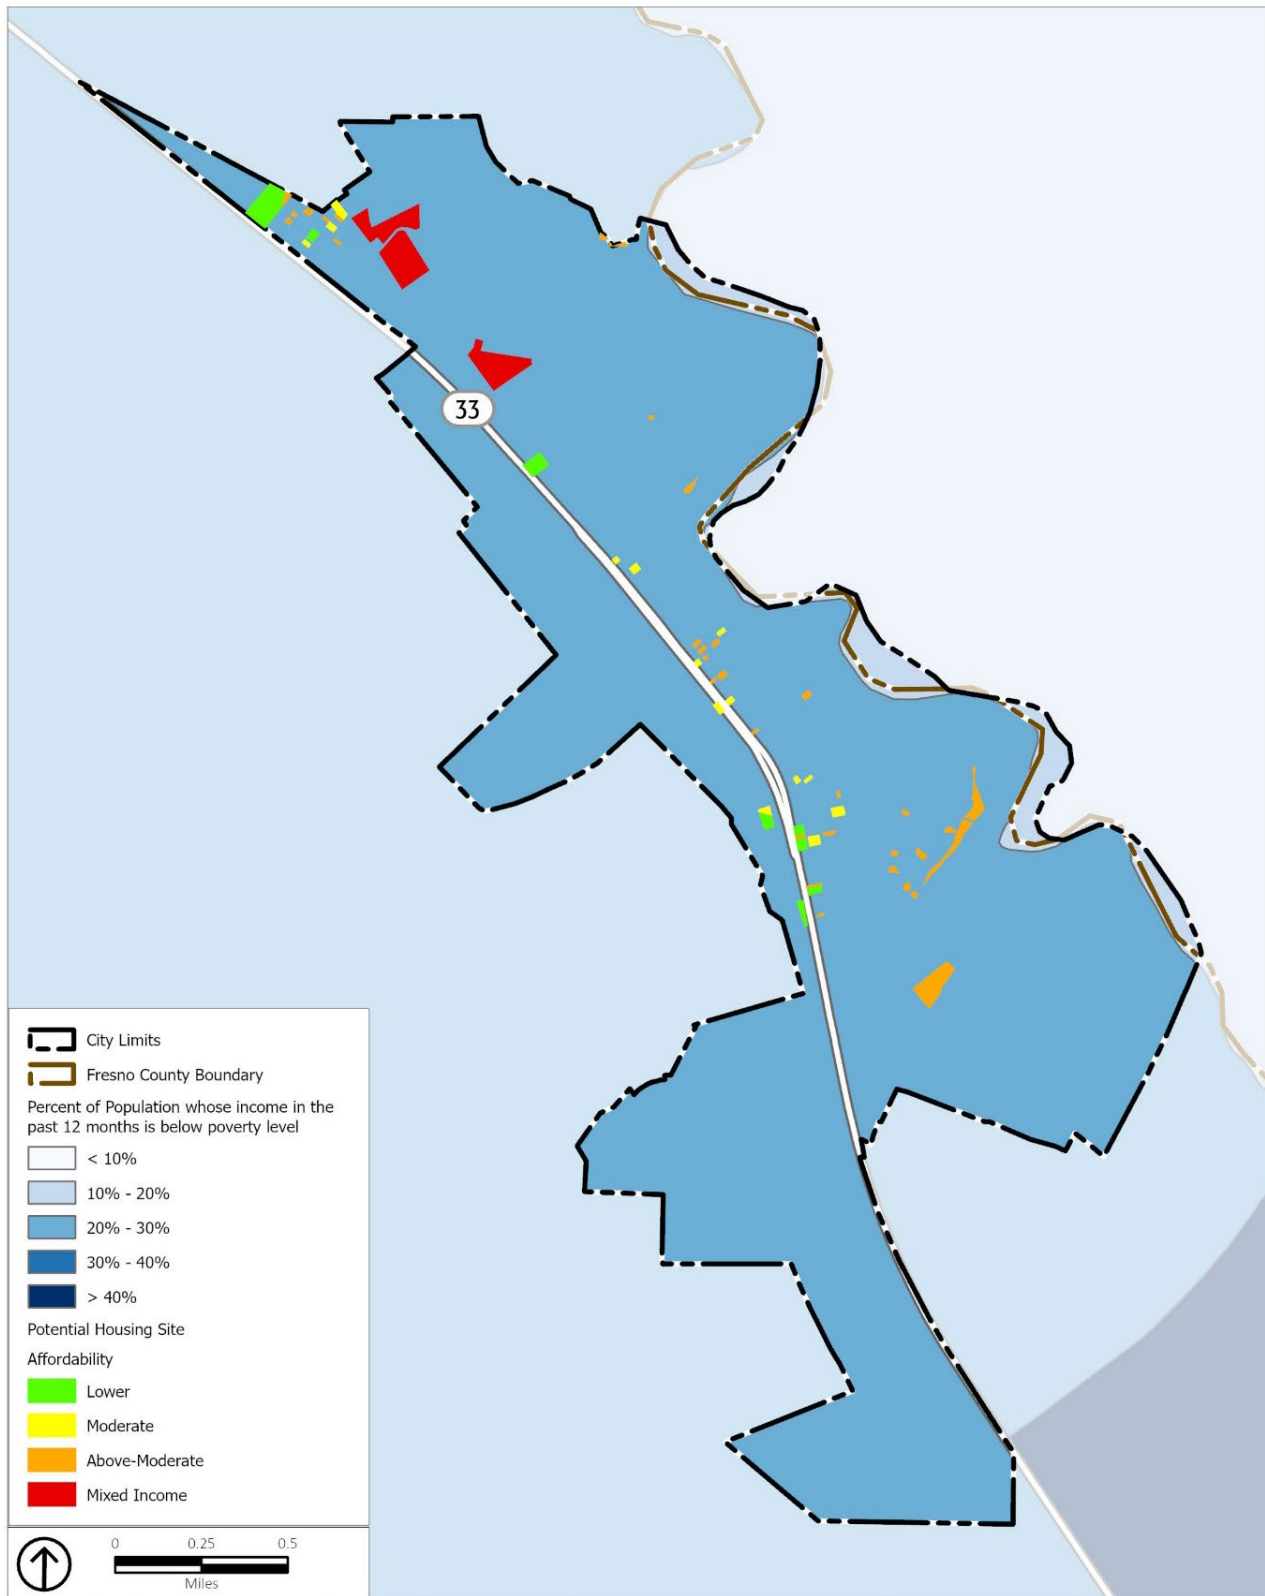 33
City Limits
Fresno County Boundary
Percent of Population whose income in the
past 12 months is below poverty level
< 10%
10% - 20%
20% - 30%
30% - 40%
> 40%
Potential Housing Site
Affordability
Lower
Moderate
Above-Moderate
Mixed Income
0 0.25 0.5
Miles